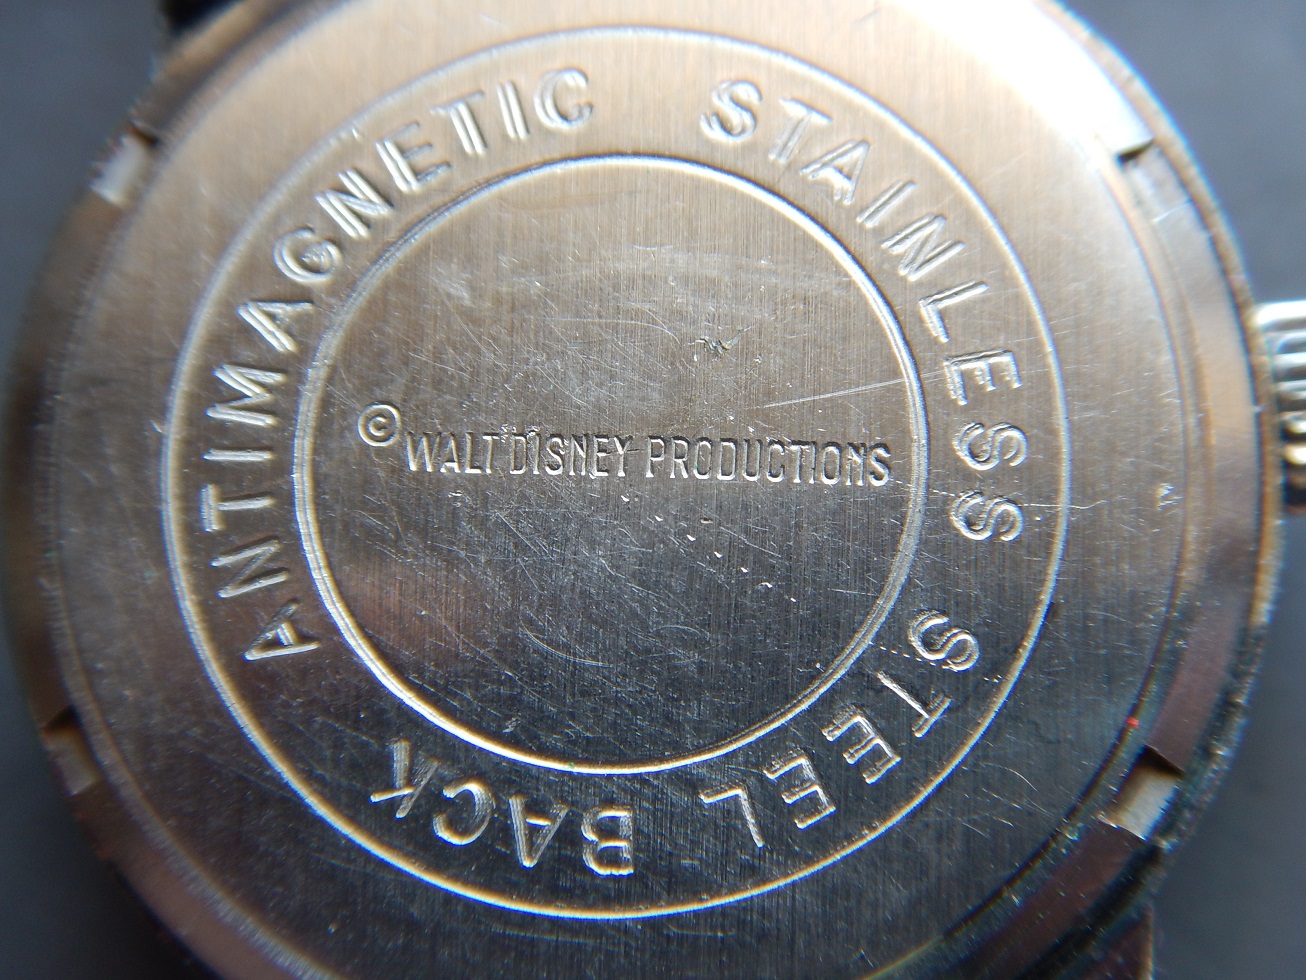 ANTIMAGNETIC STAINLESS STEEL BACK
© WALT DISNEY PRODUCTIONS